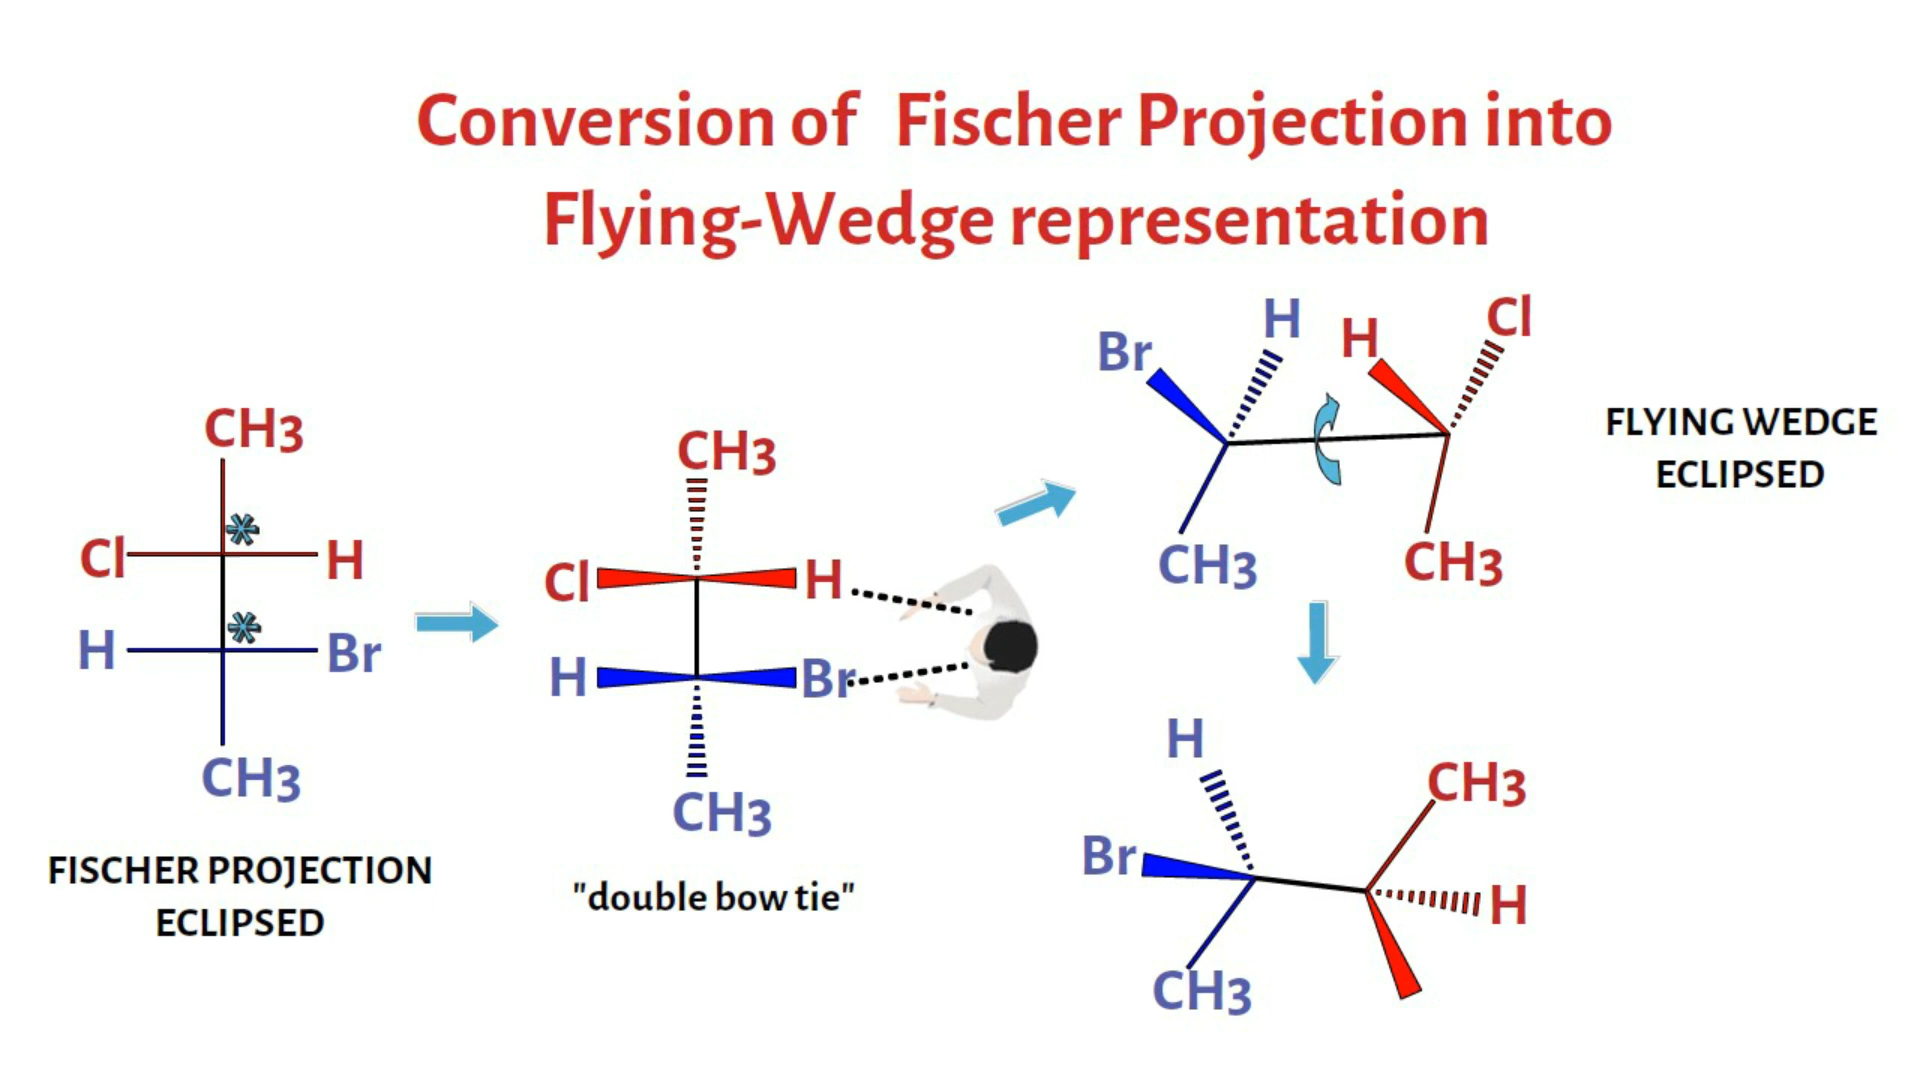 Conversion of Fischer Projection into
Flying-Wedge representation
CH3
Cl * H
H * Br
CH3
FISCHER PROJECTION
ECLIPSED
CH3
Cl H
H Br
CH3
"double bow tie"
Br H H Cl
CH3 CH3
FLYING WEDGE
ECLIPSED
H
CH3
Br
H
CH3